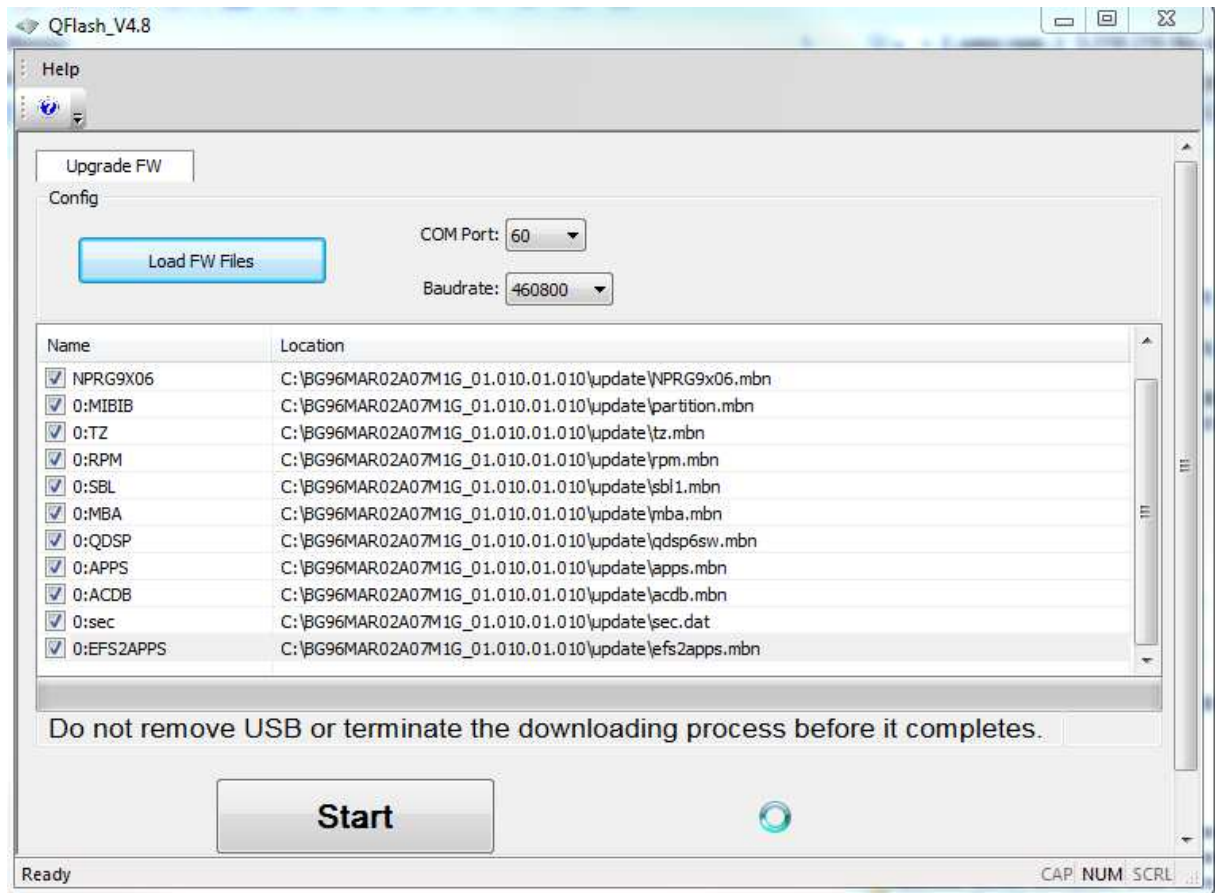 QFlash_V4.8
Help
Upgrade FW
Config
Load FW Files
COM Port: 60
Baudrate: 460800
Name Location
NPRG9X06 C:\BG96MAR02A07M1G_01.010.01.010\update\NPRG9x06.mbn
0:MIBIB C:\BG96MAR02A07M1G_01.010.01.010\update\partition.mbn
0:TZ C:\BG96MAR02A07M1G_01.010.01.010\update\tz.mbn
0:RPM C:\BG96MAR02A07M1G_01.010.01.010\update\rpm.mbn
0:SBL C:\BG96MAR02A07M1G_01.010.01.010\update\sbl1.mbn
0:MBA C:\BG96MAR02A07M1G_01.010.01.010\update\mba.mbn
0:QDSP C:\BG96MAR02A07M1G_01.010.01.010\update\qdsp6sw.mbn
0:APPS C:\BG96MAR02A07M1G_01.010.01.010\update\apps.mbn
0:ACDB C:\BG96MAR02A07M1G_01.010.01.010\update\acdb.mbn
0:sec C:\BG96MAR02A07M1G_01.010.01.010\update\sec.dat
0:EFS2APPS C:\BG96MAR02A07M1G_01.010.01.010\update\efs2apps.mbn
Do not remove USB or terminate the downloading process before it completes.
Start
Ready CAP NUM SCRL